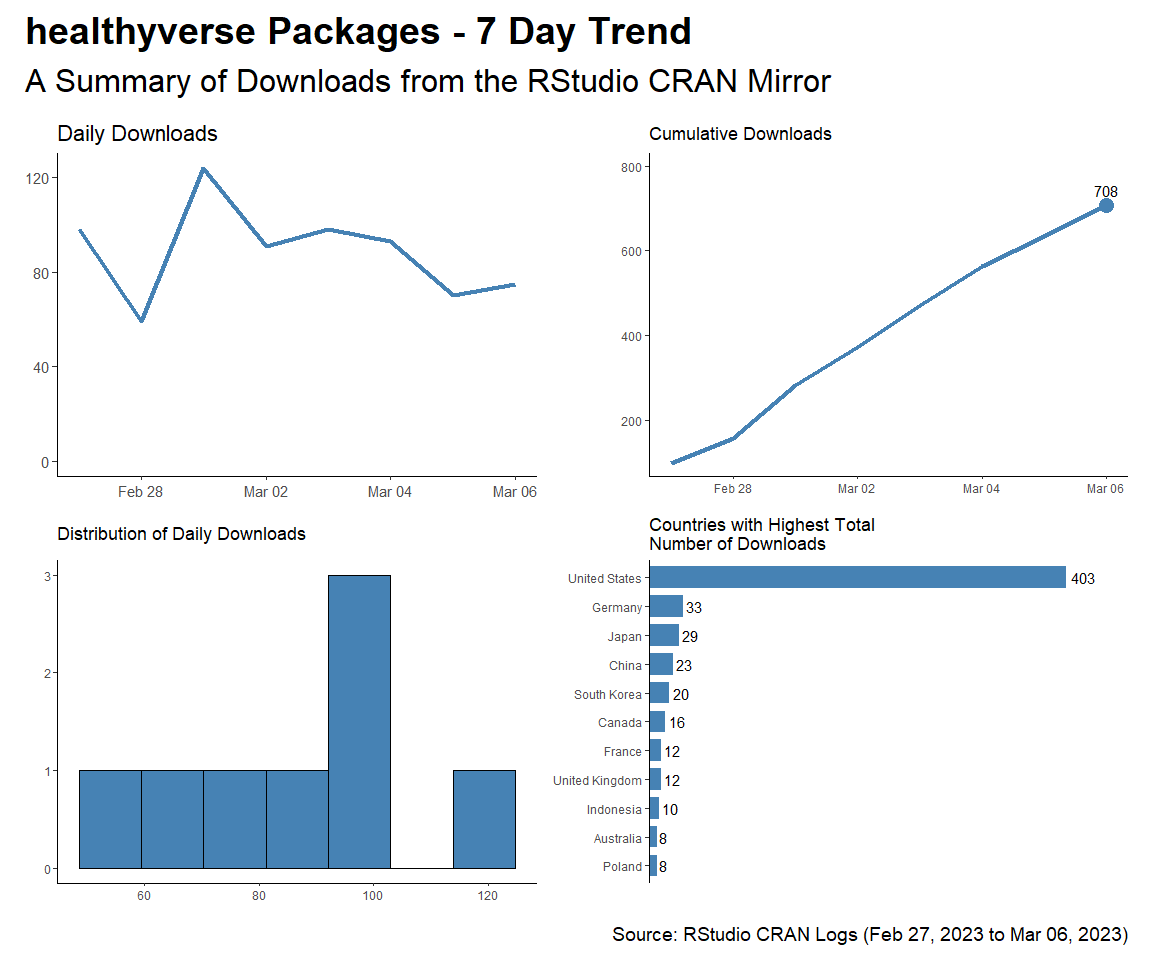 healthyverse Packages - 7 Day Trend
A Summary of Downloads from the RStudio CRAN Mirror
Daily Downloads
120
80
40
0
Feb 28 Mar 02 Mar 04 Mar 06
Cumulative Downloads
800
600
400
200
708
Feb 28 Mar 02 Mar 04 Mar 06
Distribution of Daily Downloads
3
2
1
0
60 80 100 120
Countries with Highest Total
Number of Downloads
United States 403
Germany 33
Japan 29
China 23
South Korea 20
Canada 16
France 12
United Kingdom 12
Indonesia 10
Australia 8
Poland 8
Source: RStudio CRAN Logs (Feb 27, 2023 to Mar 06, 2023)